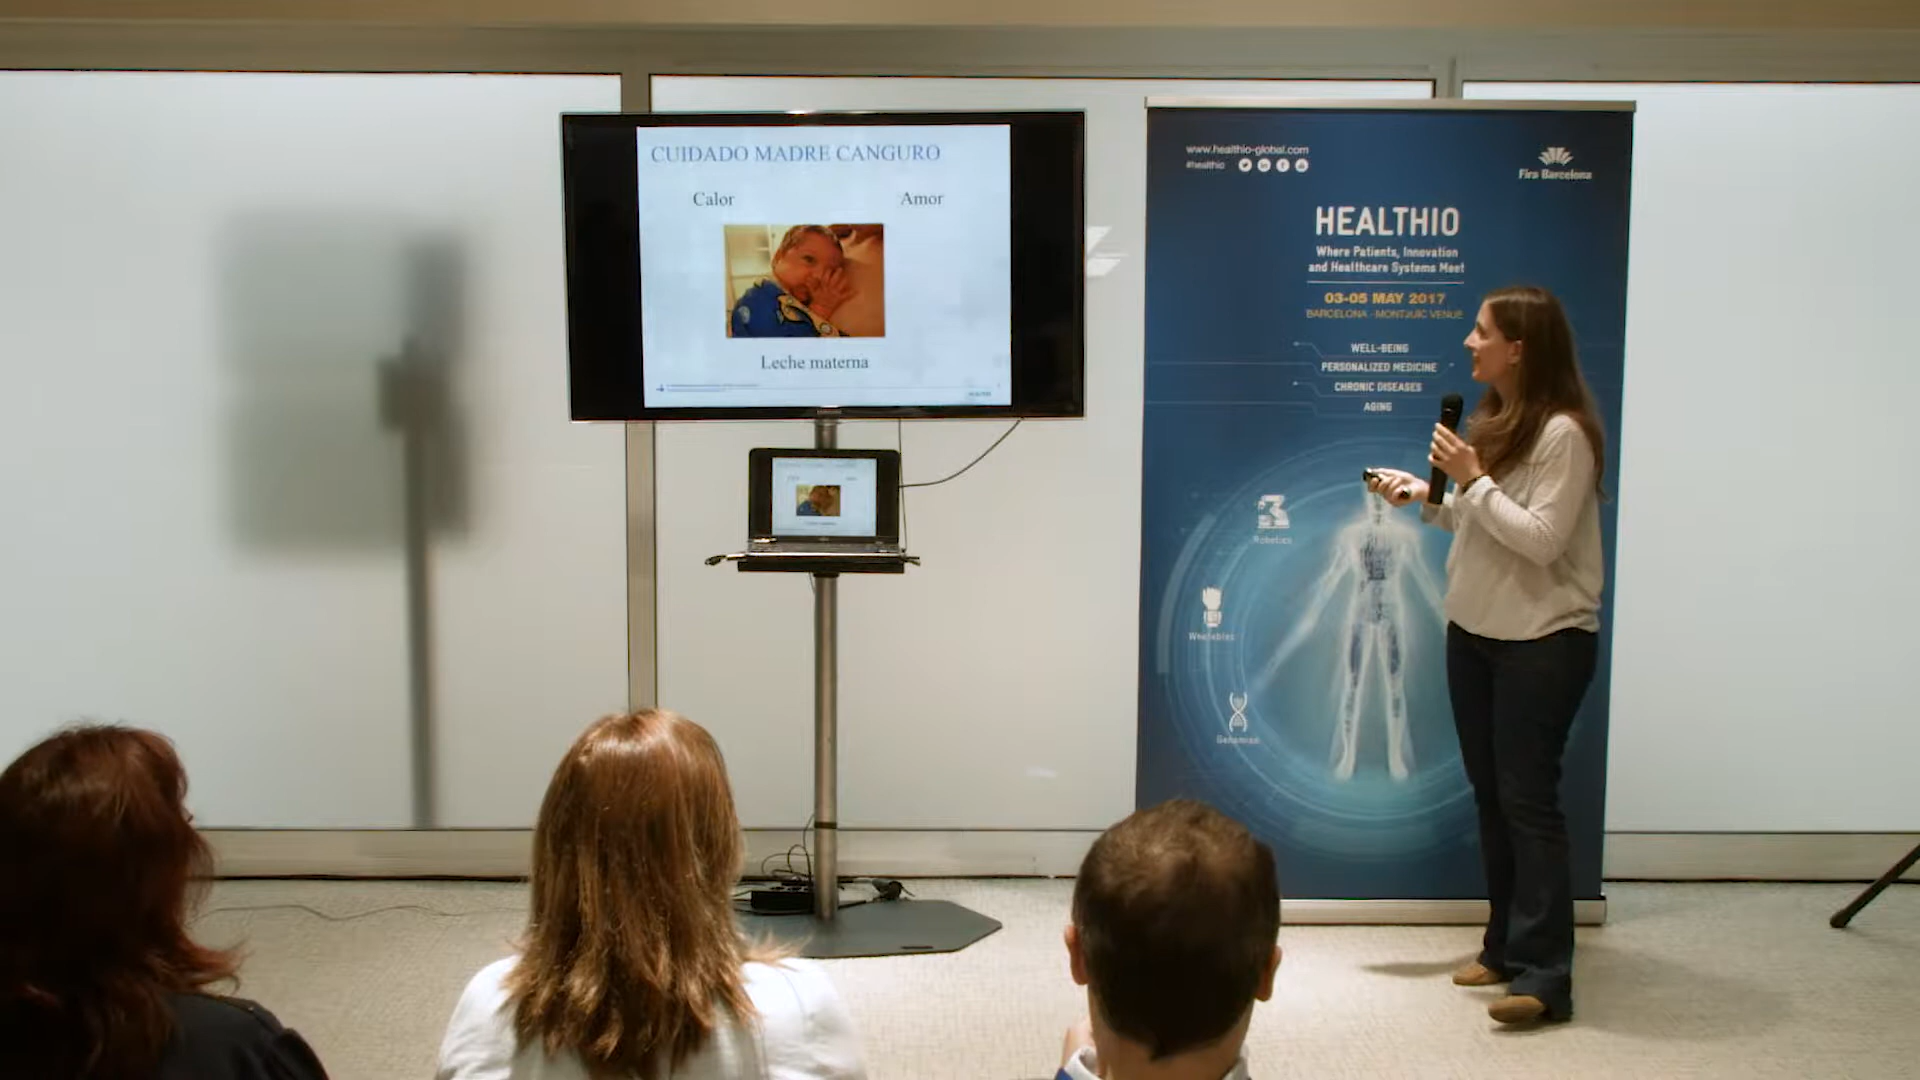 CUIDADO MADRE CANGURO
Calor
Amor
Leche materna
www.healthio-global.com
#healthio
Fira Barcelona
HEALTHIO
Where Patients, Innovation
and Healthcare Systems Meet
03-05 MAY 2017
BARCELONA - MONTJUÏC VENUE
WELL-BEING
PERSONALIZED MEDICINE
CHRONIC DISEASES
AGING
Robotics
Wearables
Genomics